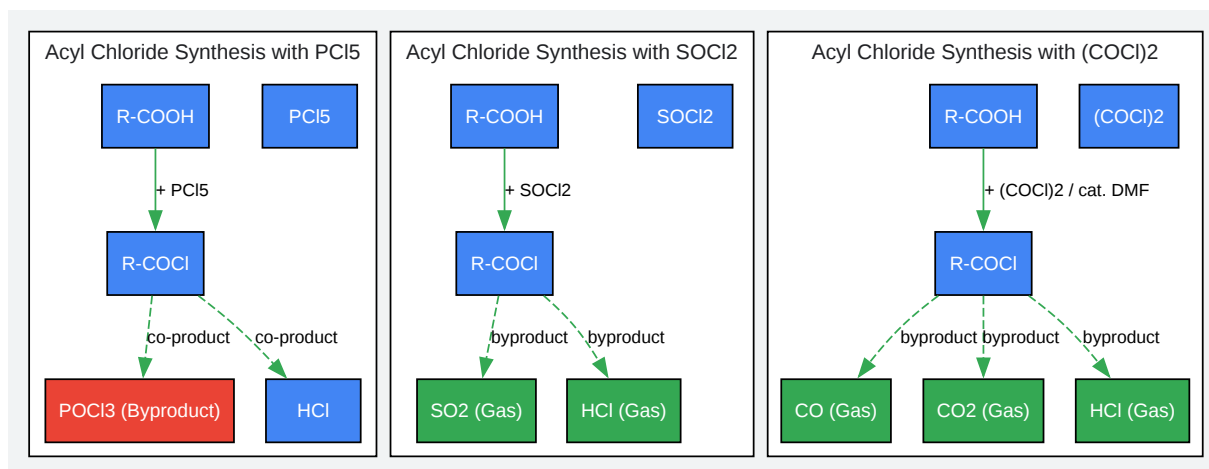 Acyl Chloride Synthesis with PCl5
R-COOH
PCl5
+ PCl5
R-COCl
co-product
co-product
POCl3 (Byproduct)
HCl
Acyl Chloride Synthesis with SOCl2
R-COOH
SOCl2
+ SOCl2
R-COCl
byproduct
byproduct
SO2 (Gas)
HCl (Gas)
Acyl Chloride Synthesis with (COCl)2
R-COOH
(COCl)2
+ (COCl)2 / cat. DMF
R-COCl
byproduct
byproduct
byproduct
CO (Gas)
CO2 (Gas)
HCl (Gas)